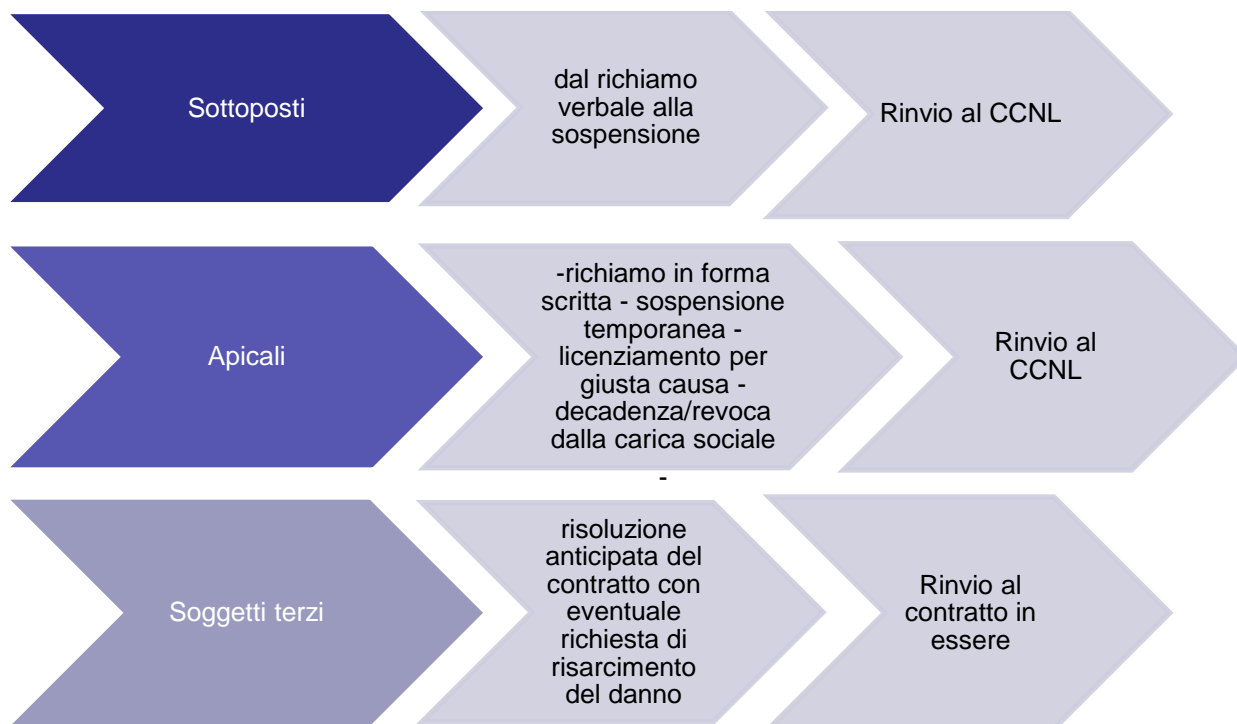 Sottoposti
dal richiamo
verbale alla
sospensione
Rinvio al CCNL
Apicali
-richiamo in forma
scritta - sospensione
temporanea -
licenziamento per
giusta causa -
decadenza/revoca
dalla carica sociale
-
Rinvio al
CCNL
Soggetti terzi
risoluzione
anticipata del
contratto con
eventuale
richiesta di
risarcimento
del danno
Rinvio al
contratto in
essere